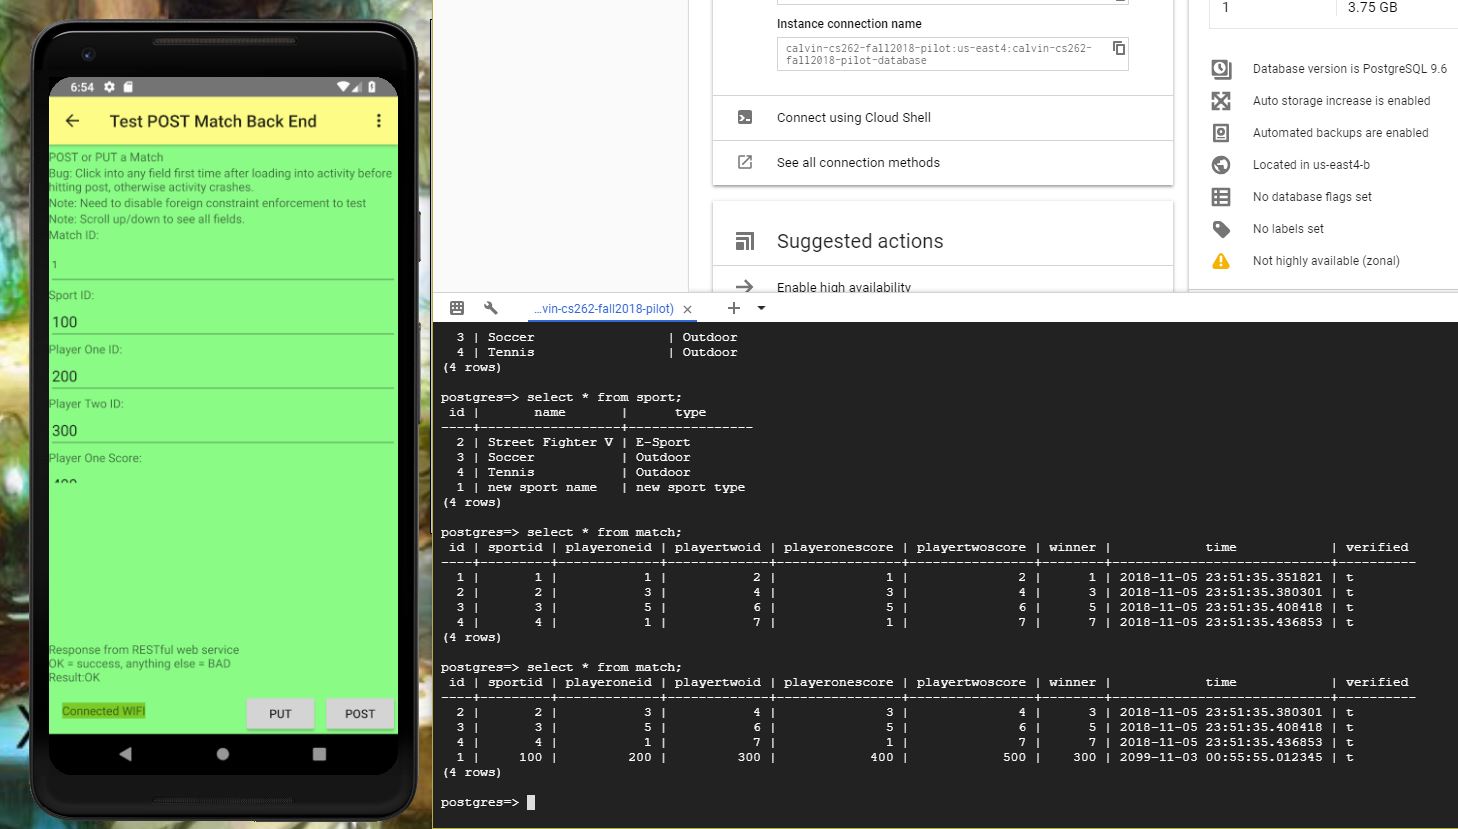 6:54
Test POST Match Back End
POST or PUT a Match
Bug: Click into any field first time after loading into activity before
hitting post, otherwise activity crashes.
Note: Need to disable foreign constraint enforcement to test
Note: Scroll up/down to see all fields.
Match ID:
1
Sport ID:
100
Player One ID:
200
Player Two ID:
300
Player One Score:
400
Response from RESTful web service
OK = success, anything else = BAD
Result:OK
Connected WIFI
PUT
POST
Instance connection name
calvin-cs262-fall2018-pilot:us-east4:calvin-cs262-
fall2018-pilot-database
Connect using Cloud Shell
See all connection methods
Suggested actions
Enable high availability
1 3.75 GB
Database version is PostgreSQL 9.6
Auto storage increase is enabled
Automated backups are enabled
Located in us-east4-b
No database flags set
No labels set
Not highly available (zonal)
...vin-cs262-fall2018-pilot)
3 | Soccer | Outdoor
4 | Tennis | Outdoor
(4 rows)
postgres=> select * from sport;
id | name | type
----+------------------+----------------
2 | Street Fighter V | E-Sport
3 | Soccer | Outdoor
4 | Tennis | Outdoor
1 | new sport name | new sport type
(4 rows)
postgres=> select * from match;
id | sportid | playeroneid | playertwoid | playeronescore | playertwoscore | winner | time | verified
----+---------+-------------+-------------+----------------+----------------+--------+----------------------------+----------
1 | 1 | 1 | 2 | 1 | 2 | 1 | 2018-11-05 23:51:35.351821 | t
2 | 2 | 3 | 4 | 3 | 4 | 3 | 2018-11-05 23:51:35.380301 | t
3 | 3 | 5 | 6 | 5 | 6 | 5 | 2018-11-05 23:51:35.408418 | t
4 | 4 | 1 | 7 | 1 | 7 | 7 | 2018-11-05 23:51:35.436853 | t
(4 rows)
postgres=> select * from match;
id | sportid | playeroneid | playertwoid | playeronescore | playertwoscore | winner | time | verified
----+---------+-------------+-------------+----------------+----------------+--------+----------------------------+----------
2 | 2 | 3 | 4 | 3 | 4 | 3 | 2018-11-05 23:51:35.380301 | t
3 | 3 | 5 | 6 | 5 | 6 | 5 | 2018-11-05 23:51:35.408418 | t
4 | 4 | 1 | 7 | 1 | 7 | 7 | 2018-11-05 23:51:35.436853 | t
1 | 100 | 200 | 300 | 400 | 500 | 300 | 2099-11-03 00:55:55.012345 | t
(4 rows)
postgres=>